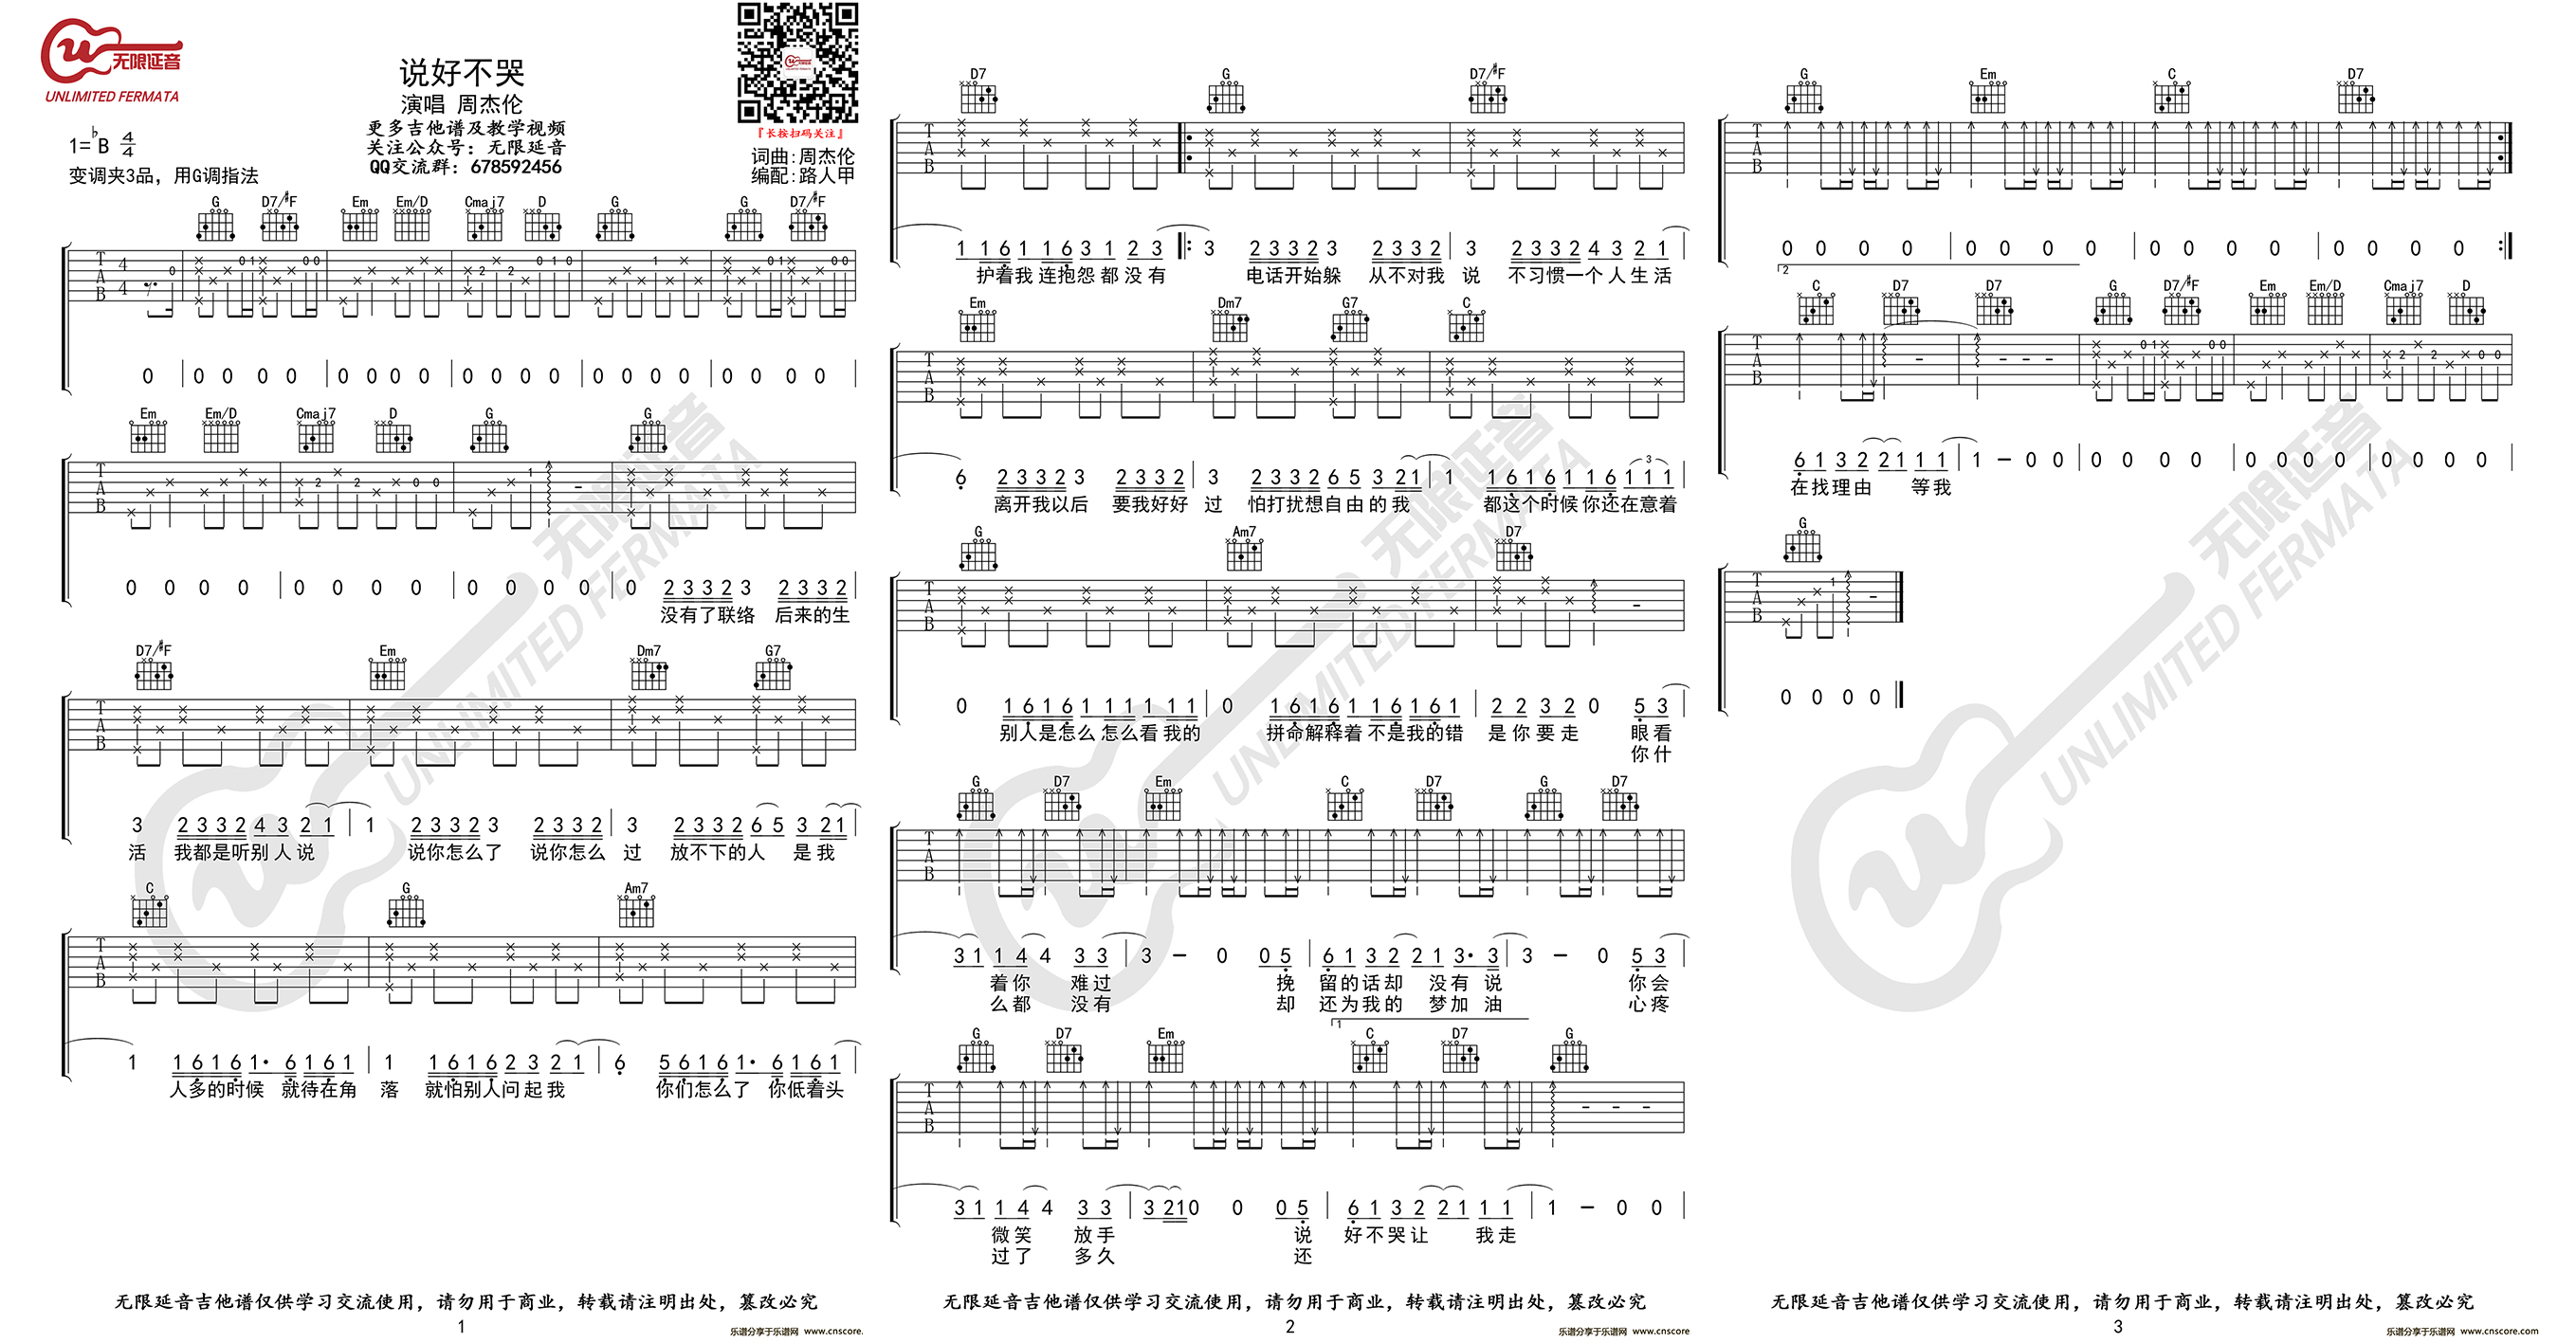 无限延音
UNLIMITED FERMATA
说好不哭
演唱 周杰伦
更多吉他谱及教学视频
关注公众号：无限延音
QQ交流群：678592456
『长按扫码关注』
1=♭B 4/4
变调夹3品，用G调指法
词曲:周杰伦
编配:路人甲
G D7/#F Em Em/D Cmaj7 D G G D7/#F
0 0 0 0 0 0 0 0 0 0 0 0 0 0 0 0 0 0 0 0 0
Em Em/D Cmaj7 D G G
0 0 0 0 0 0 0 0 0 0 0 0 0 2 3 3 2 3 2 3 3 2
没有了联络 后来的生
D7/#F Em Dm7 G7
3 2 3 3 2 4 3 2 1 1 2 3 3 2 3 2 3 3 2 3 2 3 3 2 6 5 3 2 1
活 我都是听别人说 说你怎么了 说你怎么 过 放不下的人 是我
C G Am7
1 1 6 1 6 1· 6 1 6 1 1 1 6 1 6 2 3 2 1 6 5 6 1 6 1· 6 1 6 1
人多的时候 就待在角 落 就怕别人问起我 你们怎么了 你低着头
无限延音吉他谱仅供学习交流使用，请勿用于商业，转载请注明出处，篡改必究
1
乐谱分享于乐谱网 www.cnscore.
D7 G D7/#F
1 1 6 1 1 6 3 1 2 3 3 2 3 3 2 3 2 3 3 2 3 2 3 3 2 4 3 2 1
护着我 连抱怨都没有 电话开始躲 从不对我 说 不习惯一个人生活
Em Dm7 G7 C
6 2 3 3 2 3 2 3 3 2 3 2 3 3 2 6 5 3 2 1 1 1 6 1 6 1 1 6 1 1 1
离开我以后 要我好好 过 怕打扰想自由的我 都这个时候你还在意着
G Am7 D7
0 1 6 1 6 1 1 1 1 1 1 0 1 6 1 6 1 1 6 1 6 1 2 2 3 2 0 5 3
别人是怎么 怎么看我的 拼命解释着 不是我的错 是你要走 眼看
你什
G D7 Em C D7 G D7
3 1 1 4 4 3 3 3 - 0 0 5 6 1 3 2 2 1 3· 3 3 - 0 5 3
着你 难过 挽 留的话却 没有 说 你会
么都 没有 却 还为我的 梦加 油 心疼
G D7 Em 1 C D7 G
3 1 1 4 4 3 3 3 2 1 0 0 0 5 6 1 3 2 2 1 1 1 1 - 0 0
微笑 放手 说 好不哭让 我走
过了 多久 还
无限延音吉他谱仅供学习交流使用，请勿用于商业，转载请注明出处，篡改必究
2
乐谱分享于乐谱网 www.cnscore.
G Em C D7
0 0 0 0 0 0 0 0 0 0 0 0 0 0 0 0
2
C D7 D7 G D7/#F Em Em/D Cmaj7 D
6 1 3 2 2 1 1 1 1 - 0 0 0 0 0 0 0 0 0 0 0 0 0 0
在找理由 等我
G
0 0 0 0
无限延音吉他谱仅供学习交流使用，请勿用于商业，转载请注明出处，篡改必究
3
乐谱分享于乐谱网 www.cnscore.com